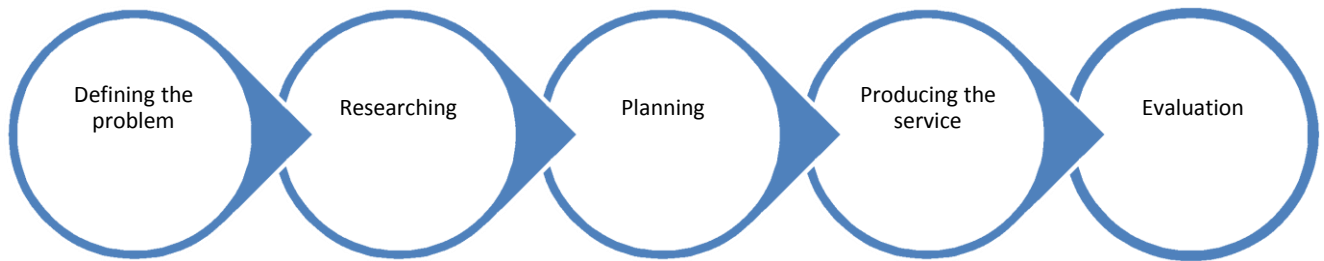 Defining the
problem
Researching
Planning
Producing the
service
Evaluation